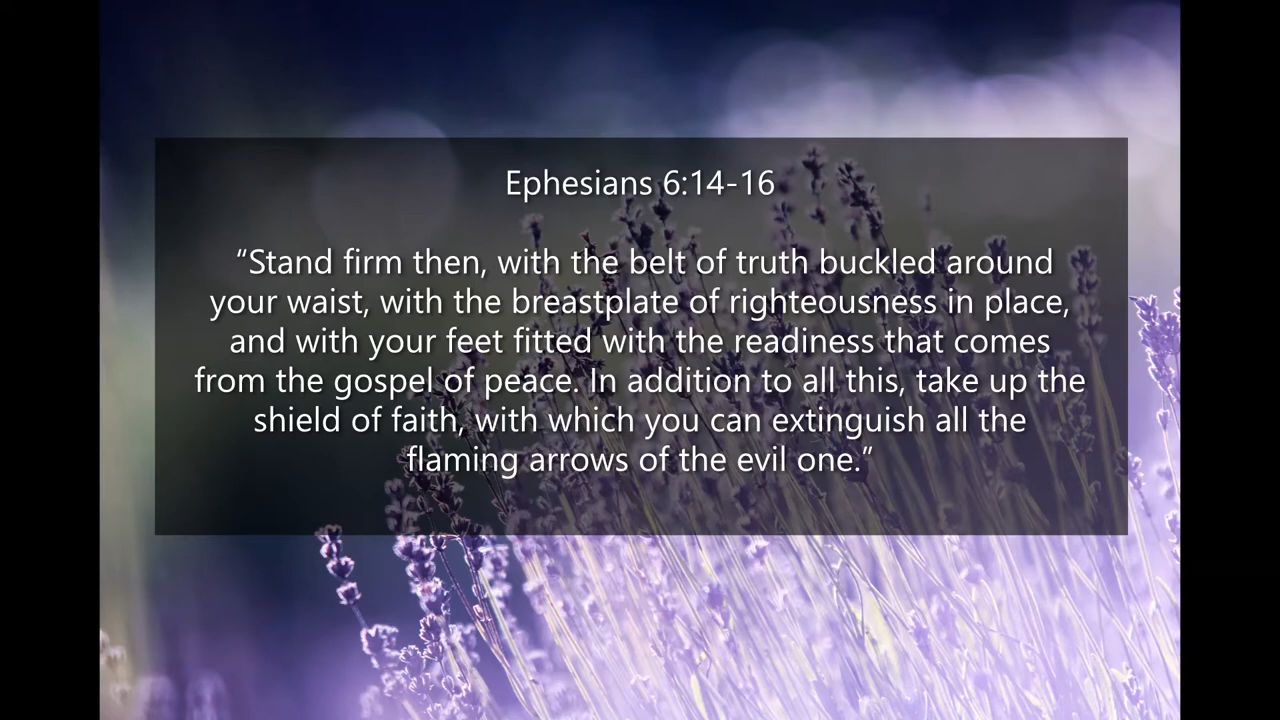 Ephesians 6:14-16
“Stand firm then, with the belt of truth buckled around
your waist, with the breastplate of righteousness in place,
and with your feet fitted with the readiness that comes
from the gospel of peace. In addition to all this, take up the
shield of faith, with which you can extinguish all the
flaming arrows of the evil one.”